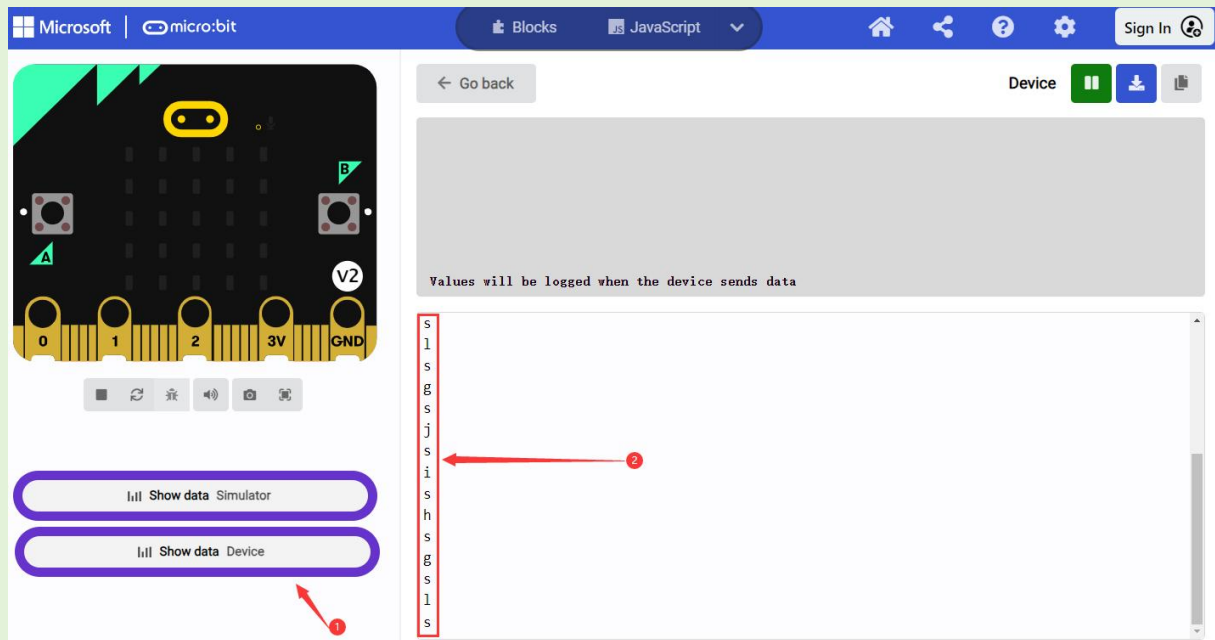 Microsoft micro:bit Blocks JavaScript Sign In
Go back Device
B
A
V2
0 1 2 3V GND
Values will be logged when the device sends data
s
l
s
g
s
j
s
i
s
h
s
g
s
l
s
2
Show data Simulator
Show data Device
1